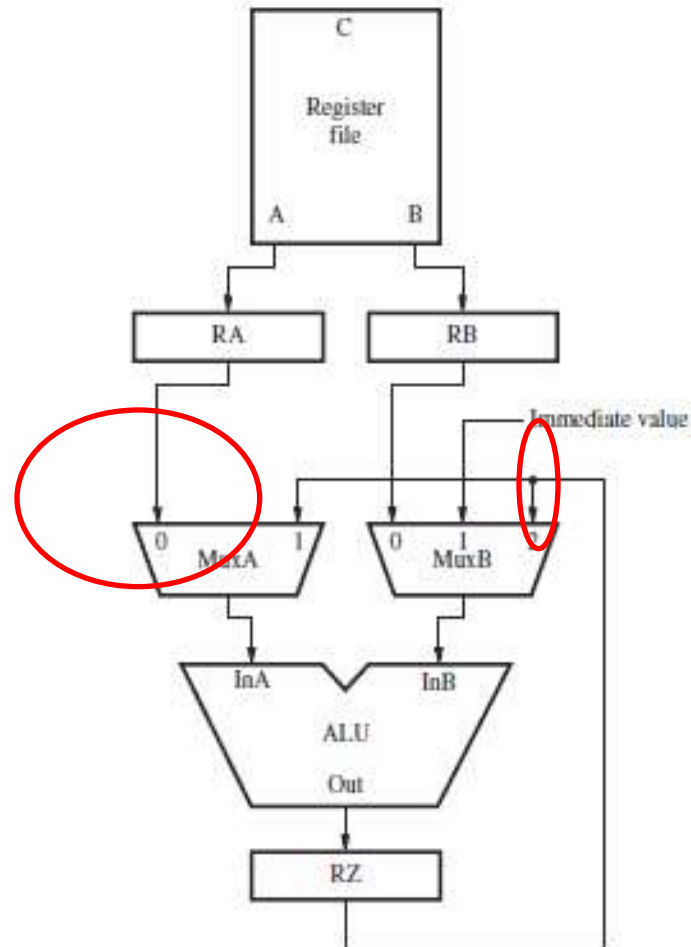 C
Register
file
A B
RA RB
Immediate value
0 1 0 1 2
MuxA MuxB
InA InB
ALU
Out
RZ